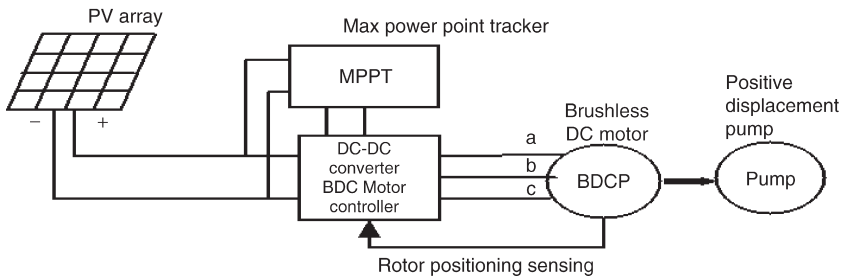 PV array
Max power point tracker
MPPT
− +
DC-DC
converter
BDC Motor
controller
a
b
c
Brushless
DC motor
BDCP
Positive
displacement
pump
Pump
Rotor positioning sensing